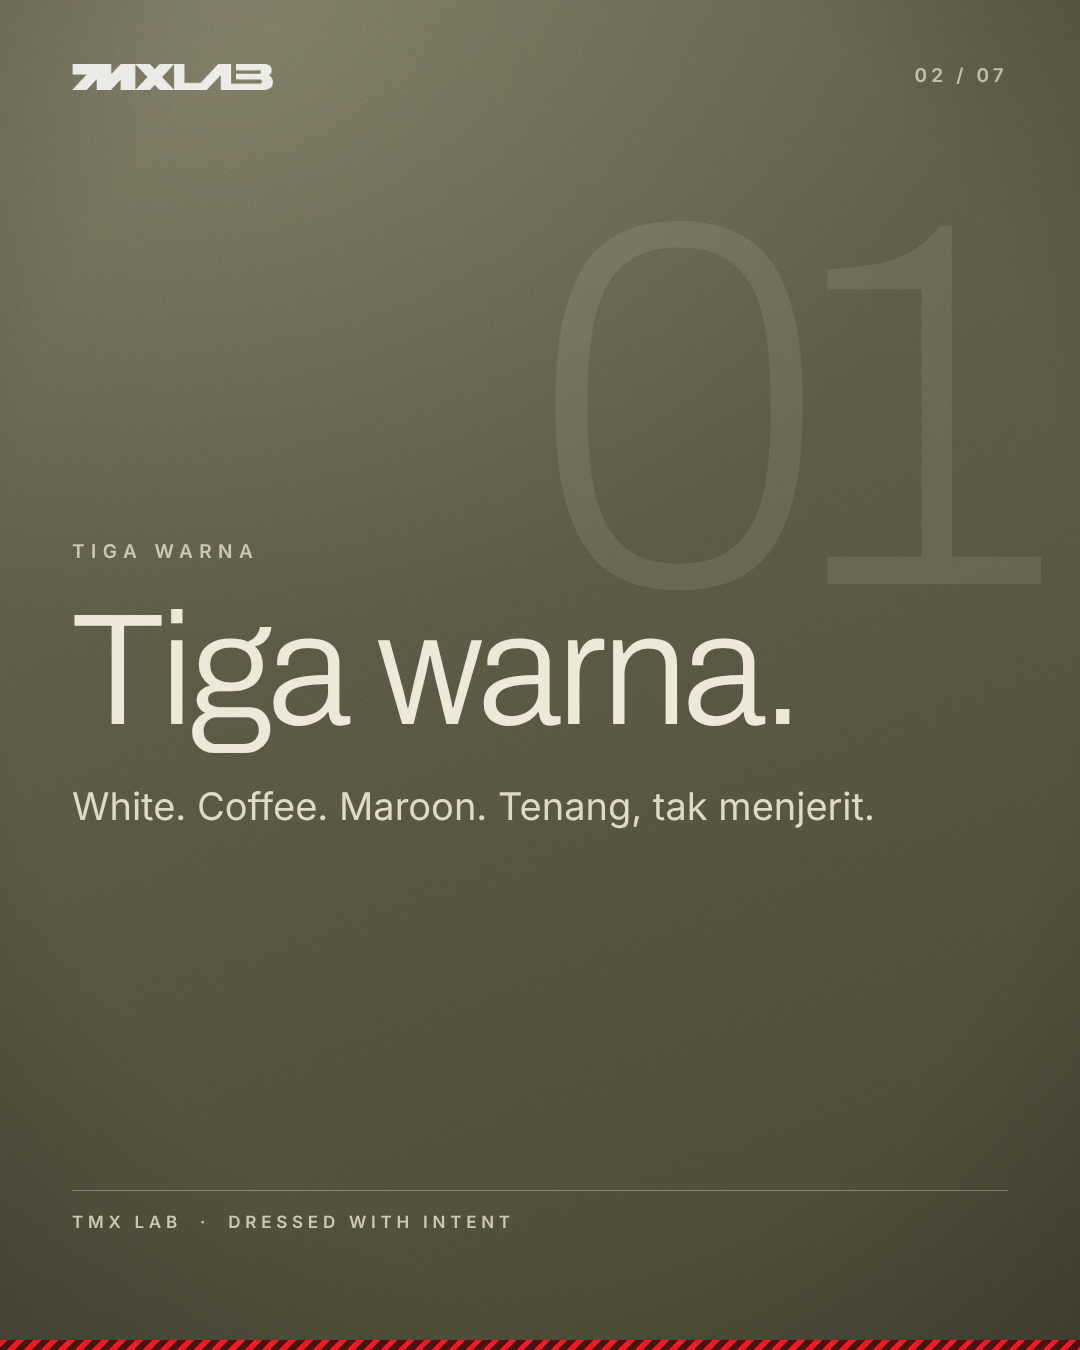 TMXLAB
02 / 07
01
TIGA WARNA
Tiga warna.
White. Coffee. Maroon. Tenang, tak menjerit.
TMX LAB · DRESSED WITH INTENT